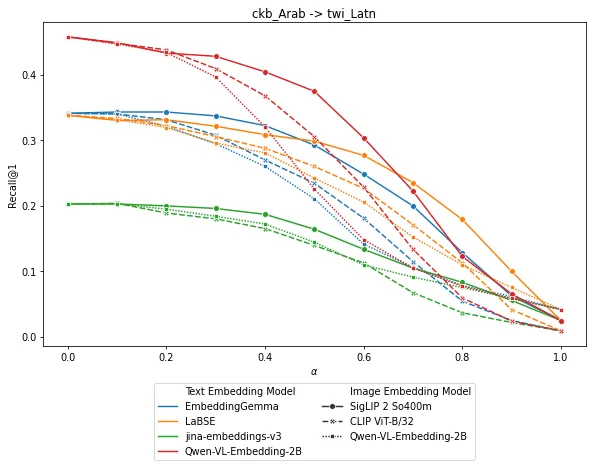 ckb_Arab -> twi_Latn
Recall@1
0.4
0.3
0.2
0.1
0.0
0.0 0.2 0.4 0.6 0.8 1.0
α
Text Embedding Model Image Embedding Model
EmbeddingGemma SigLIP 2 So400m
LaBSE CLIP ViT-B/32
jina-embeddings-v3 Qwen-VL-Embedding-2B
Qwen-VL-Embedding-2B